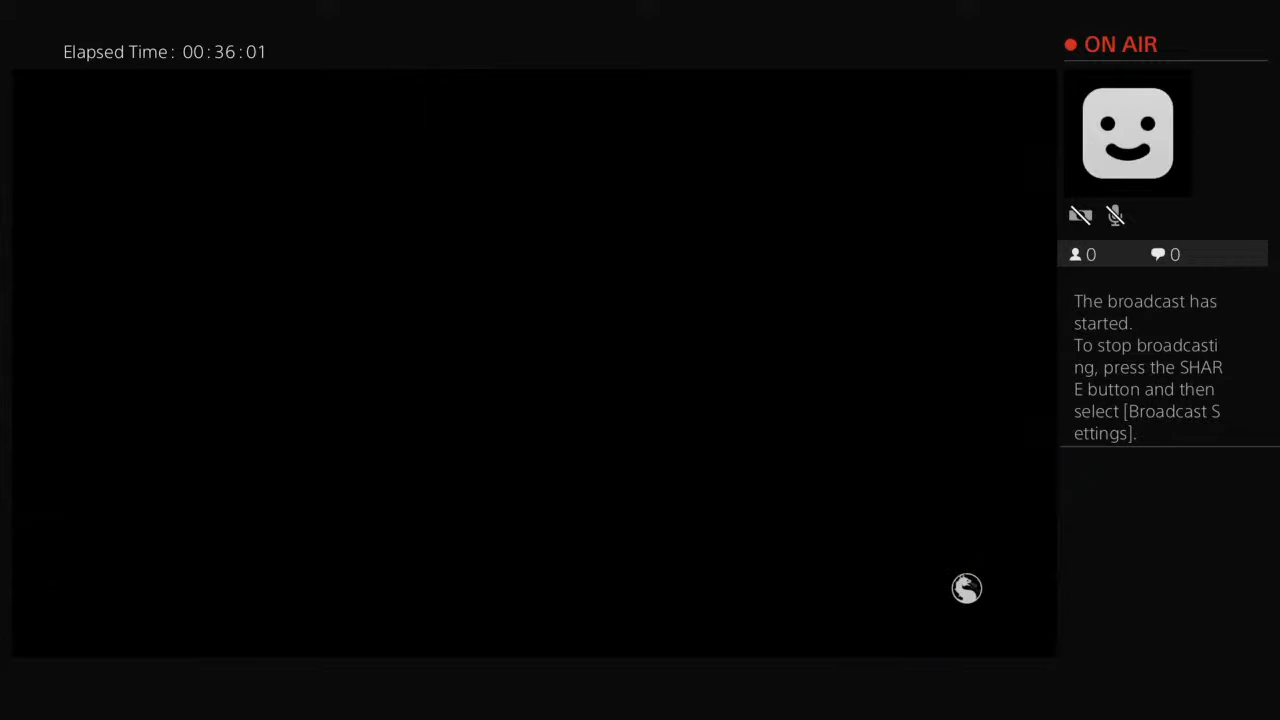 Elapsed Time: 00:36:01
ON AIR
0 0
The broadcast has
started.
To stop broadcasti
ng, press the SHAR
E button and then
select [Broadcast S
ettings].